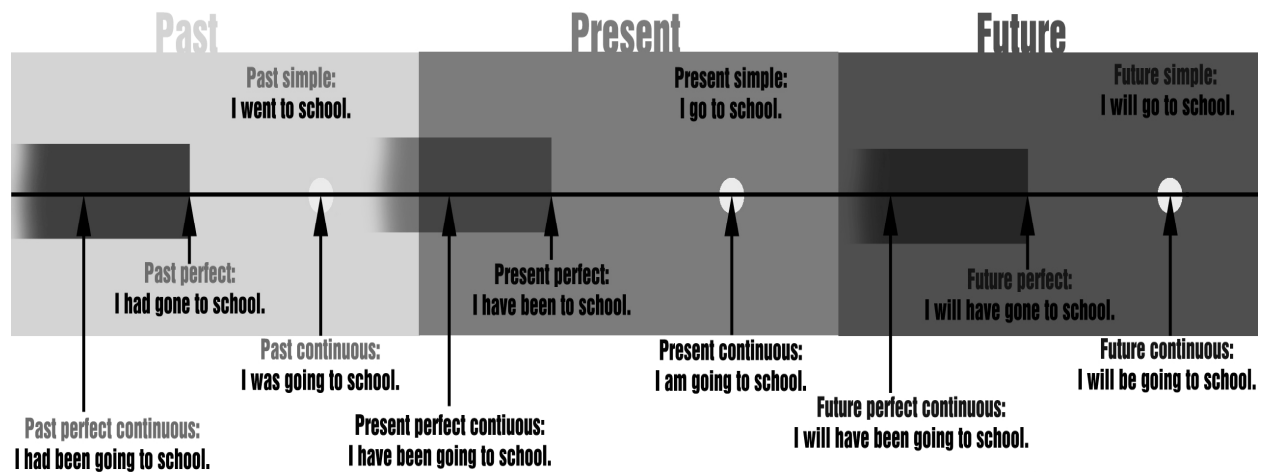 Past
Present
Future
Past simple:
I went to school.
Present simple:
I go to school.
Future simple:
I will go to school.
Past perfect:
I had gone to school.
Present perfect:
I have been to school.
Future perfect:
I will have gone to school.
Past continuous:
I was going to school.
Present continuous:
I am going to school.
Future continuous:
I will be going to school.
Past perfect continuous:
I had been going to school.
Present perfect contiuous:
I have been going to school.
Future perfect continuous:
I will have been going to school.